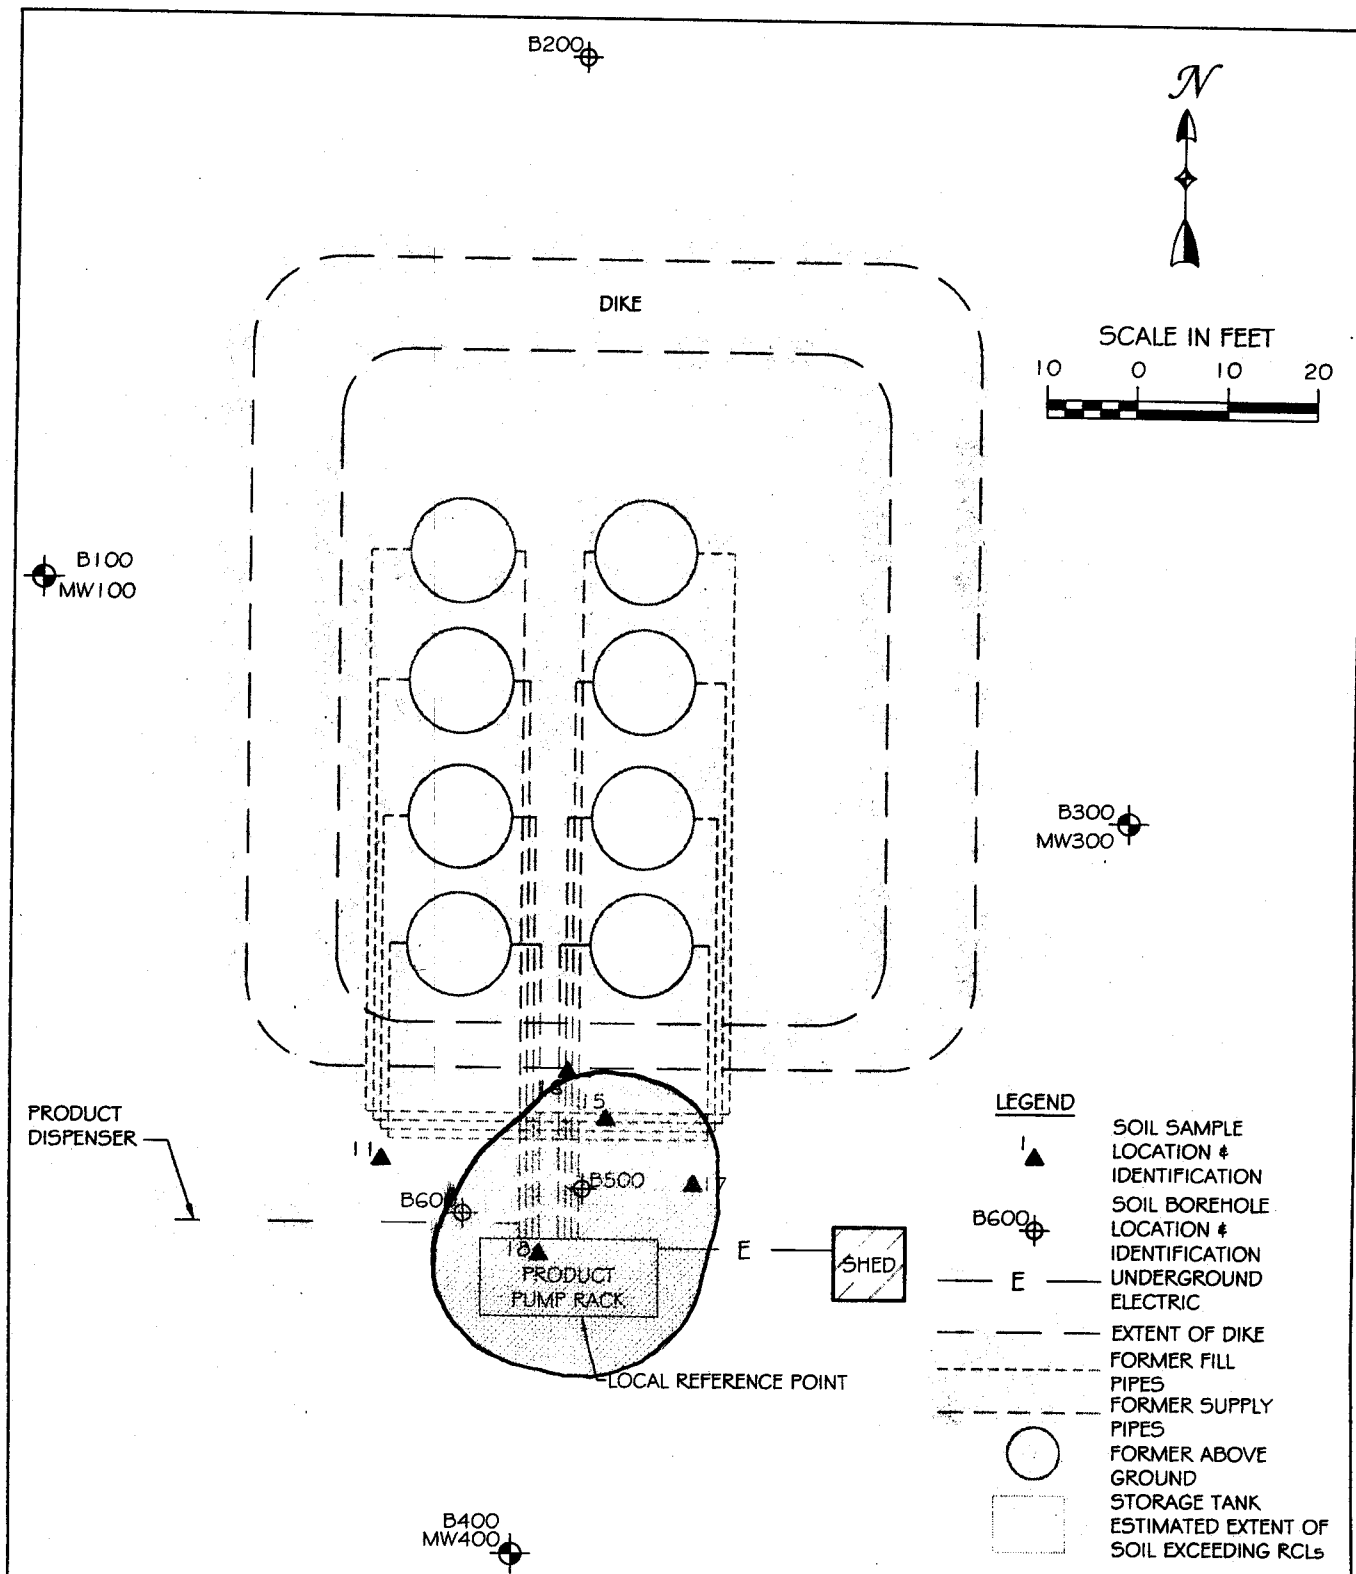 B200
N
DIKE
SCALE IN FEET
10 0 10 20
B100
MW100
B300
MW300
PRODUCT
DISPENSER
15
11
B500
17
18
PRODUCT
PUMP RACK
E
SHED
LOCAL REFERENCE POINT
B400
MW400
LEGEND
1
SOIL SAMPLE
LOCATION &
IDENTIFICATION
B600
SOIL BOREHOLE
LOCATION &
IDENTIFICATION
E
UNDERGROUND
ELECTRIC
EXTENT OF DIKE
FORMER FILL
PIPES
FORMER SUPPLY
PIPES
FORMER ABOVE
GROUND
STORAGE TANK
ESTIMATED EXTENT OF
SOIL EXCEEDING RCLs